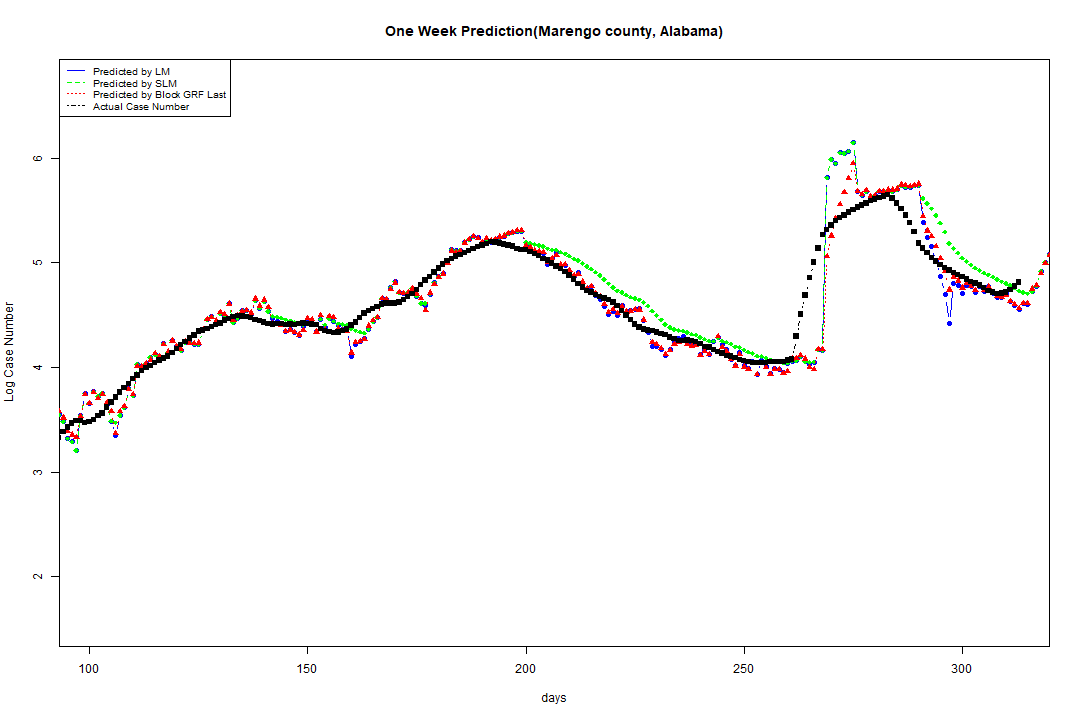 One Week Prediction(Marengo county, Alabama)
Predicted by LM
Predicted by SLM
Predicted by Block GRF Last
Actual Case Number
6
5
4
3
2
Log Case Number
100 150 200 250 300
days